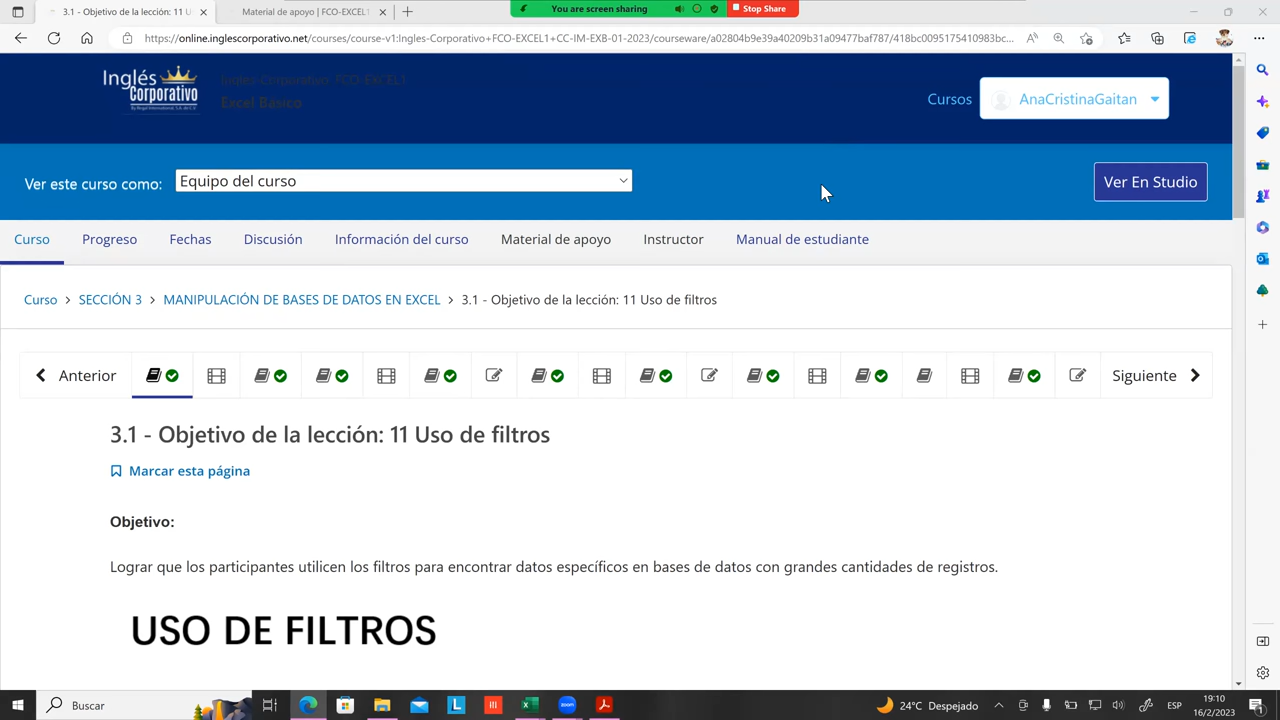 3.1 - Objetivo de la lección: 11 U
Material de apoyo | FCO-EXCEL1
You are screen sharing
Stop Share
https://online.inglescorporativo.net/courses/course-v1:Ingles-Corporativo+FCO-EXCEL1+CC-IM-EXB-01-2023/courseware/a02804b9e39a40209b31a09477baf787/418bc0095175410983bc...
Inglés Corporativo
Ingles-Corporativo: FCO-EXCEL1
Excel Básico
Cursos
AnaCristinaGaitan
Ver este curso como:
Equipo del curso
Ver En Studio
Curso
Progreso
Fechas
Discusión
Información del curso
Material de apoyo
Instructor
Manual de estudiante
Curso > SECCIÓN 3 > MANIPULACIÓN DE BASES DE DATOS EN EXCEL > 3.1 - Objetivo de la lección: 11 Uso de filtros
Anterior
Siguiente
3.1 - Objetivo de la lección: 11 Uso de filtros
Marcar esta página
Objetivo:
Lograr que los participantes utilicen los filtros para encontrar datos específicos en bases de datos con grandes cantidades de registros.
USO DE FILTROS
Buscar
24°C Despejado
ESP
19:10
16/2/2023